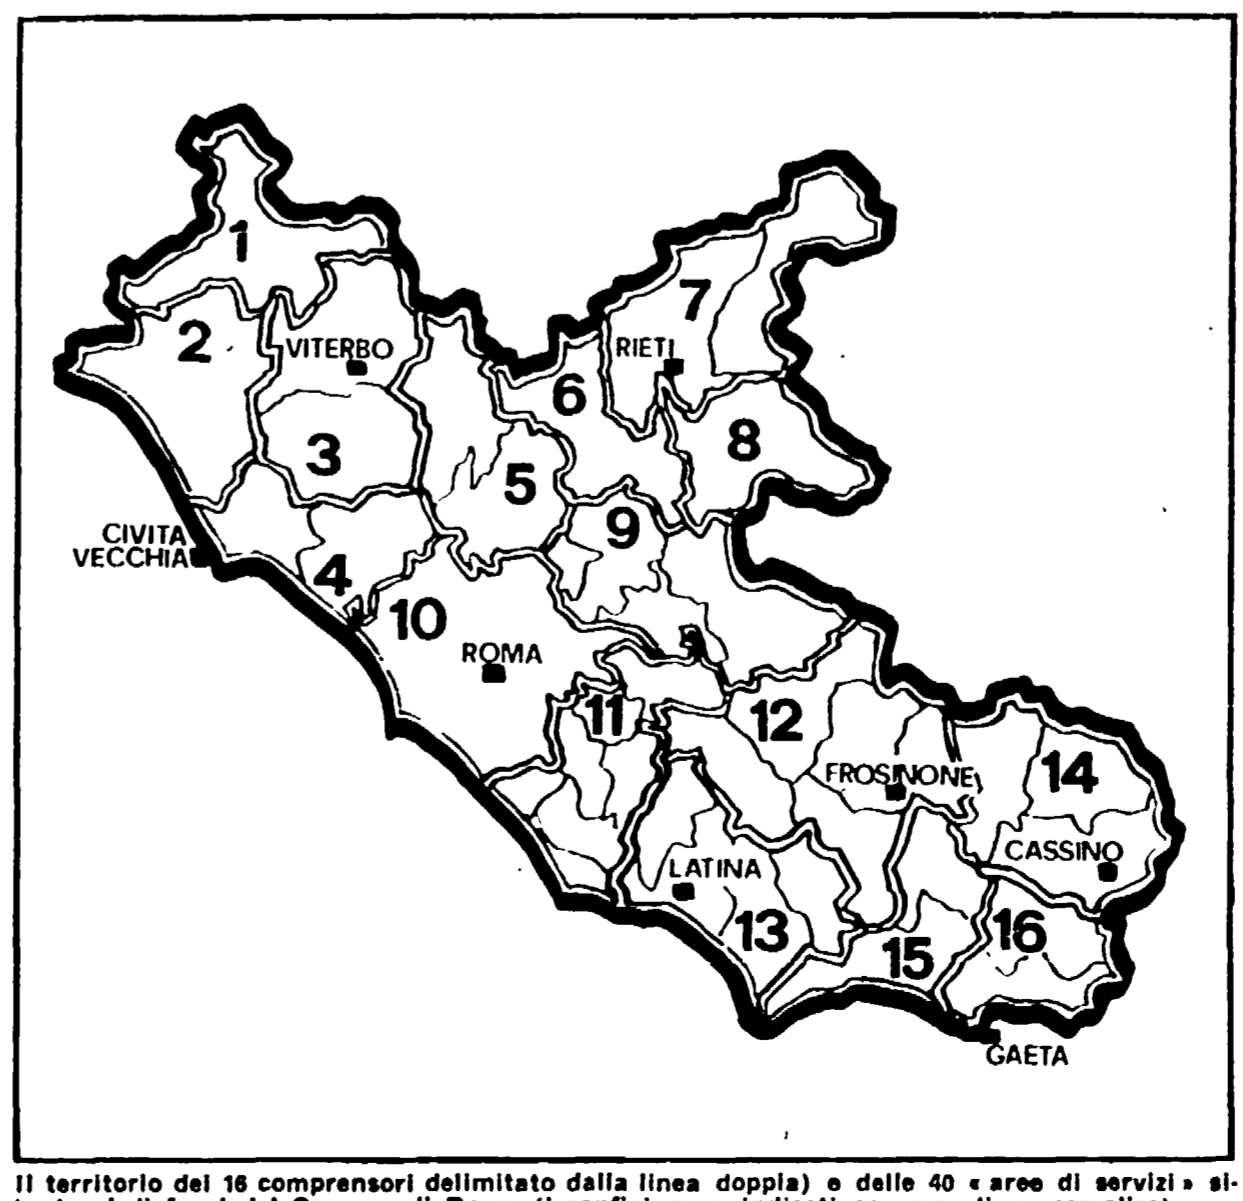 1
2
VITERBO
3
CIVITA
VECCHIA
4
5
6
7
RIETI
8
9
10
ROMA
11
12
FROSINONE
13
LATINA
14
CASSINO
15
16
GAETA
Il territorio dei 16 comprensori delimitato dalla linea doppia) e delle 40 « aree di servizi » si-